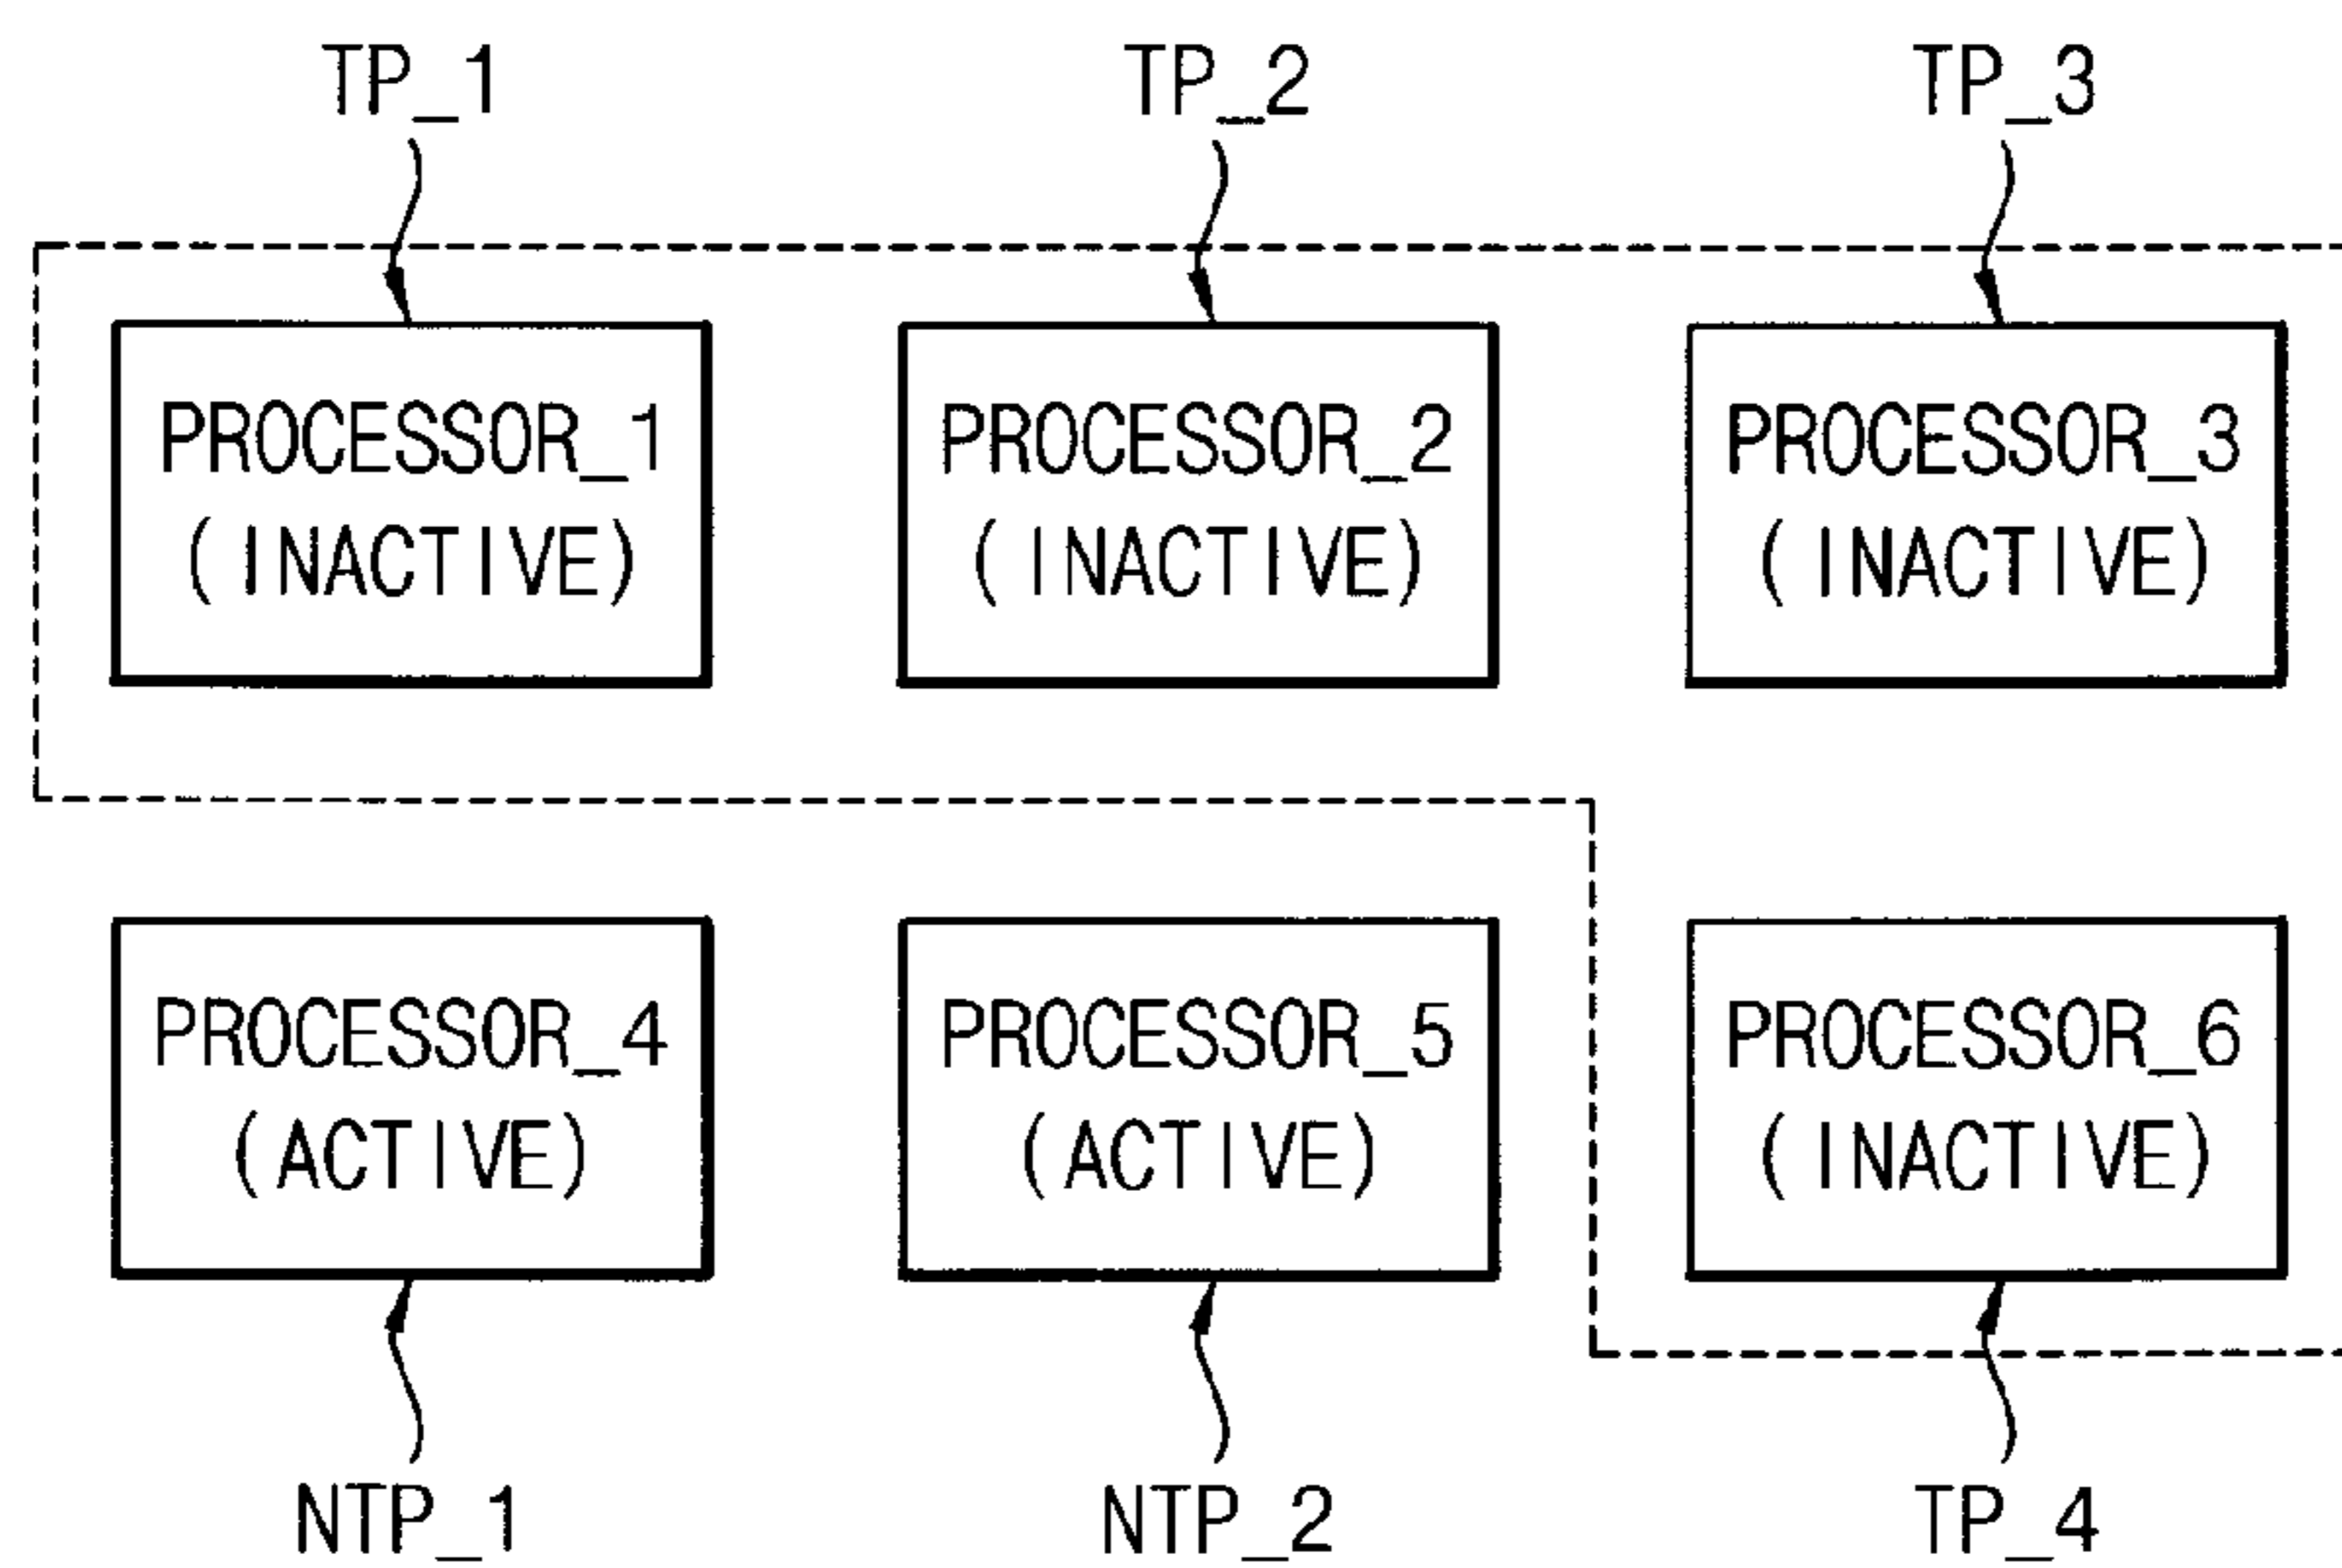 TP_1 TP_2 TP_3
PROCESSOR_1 PROCESSOR_2 PROCESSOR_3
(INACTIVE) (INACTIVE) (INACTIVE)
PROCESSOR_4 PROCESSOR_5 PROCESSOR_6
(ACTIVE) (ACTIVE) (INACTIVE)
NTP_1 NTP_2 TP_4